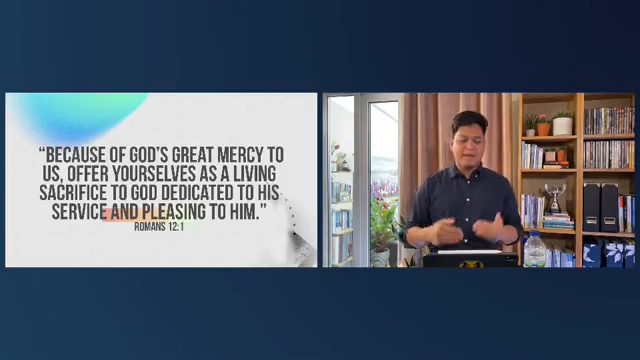 “BECAUSE OF GOD’S GREAT MERCY TO
US, OFFER YOURSELVES AS A LIVING
SACRIFICE TO GOD DEDICATED TO HIS
SERVICE AND PLEASING TO HIM.”
ROMANS 12:1